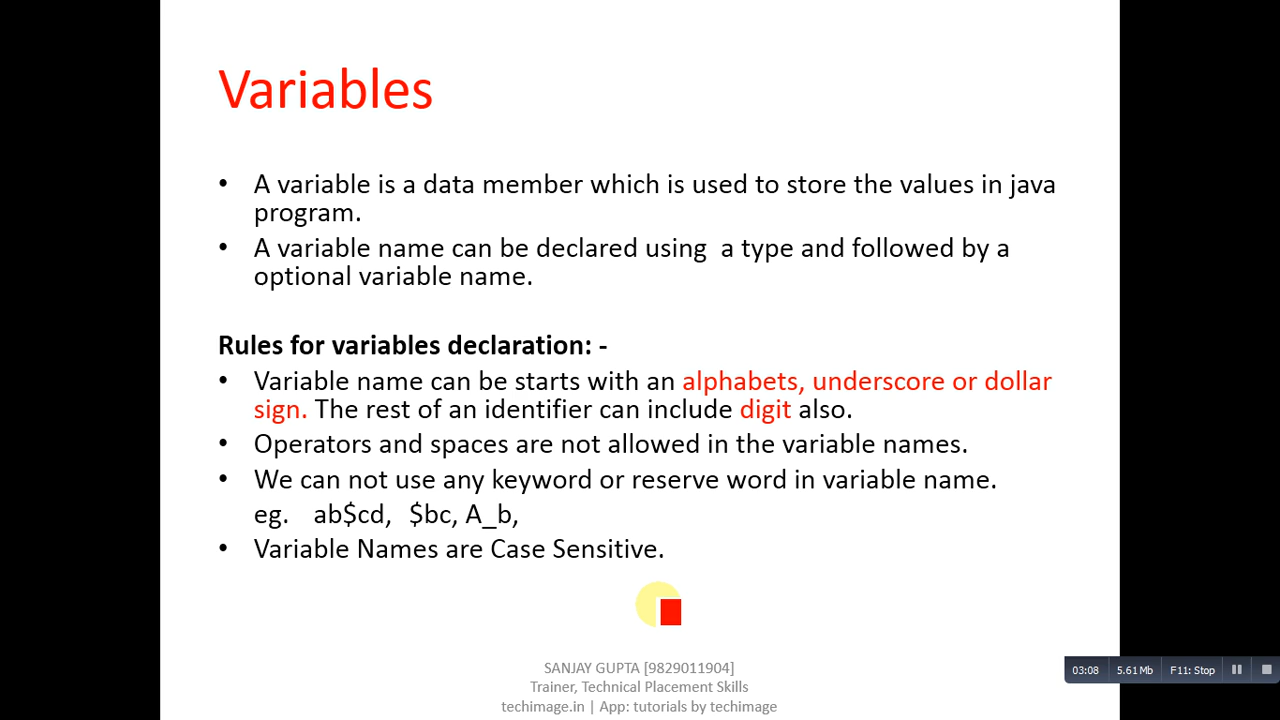 Variables
• A variable is a data member which is used to store the values in java
program.
• A variable name can be declared using  a type and followed by a
optional variable name.
Rules for variables declaration: -
• Variable name can be starts with an alphabets, underscore or dollar
sign. The rest of an identifier can include digit also.
• Operators and spaces are not allowed in the variable names.
• We can not use any keyword or reserve word in variable name.
eg.   ab$cd,  $bc, A_b,
• Variable Names are Case Sensitive.
SANJAY GUPTA [9829011904]
Trainer, Technical Placement Skills
techimage.in | App: tutorials by techimage
03:08 5.61 Mb F11: Stop